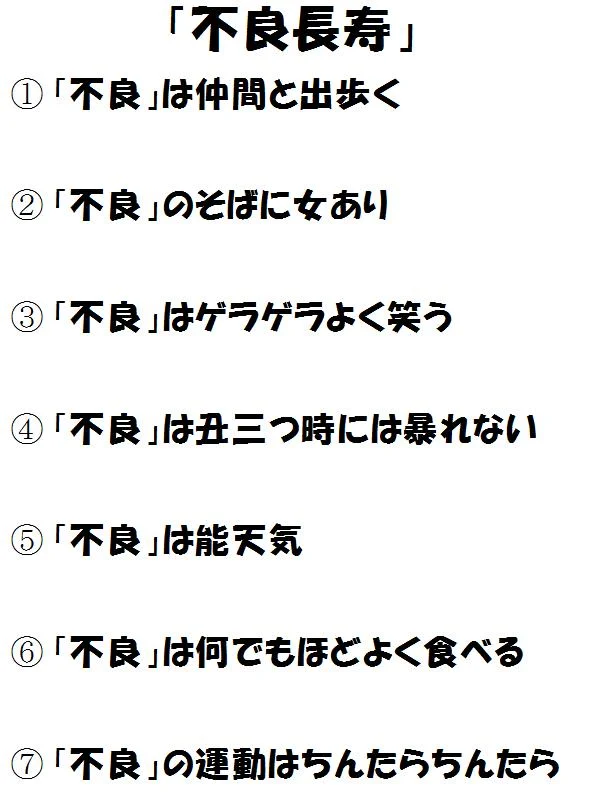 「不良長寿」
①「不良」は仲間と出歩く
②「不良」のそばに女あり
③「不良」はゲラゲラよく笑う
④「不良」は丑三つ時には暴れない
⑤「不良」は能天気
⑥「不良」は何でもほどよく食べる
⑦「不良」の運動はちんたらちんたら